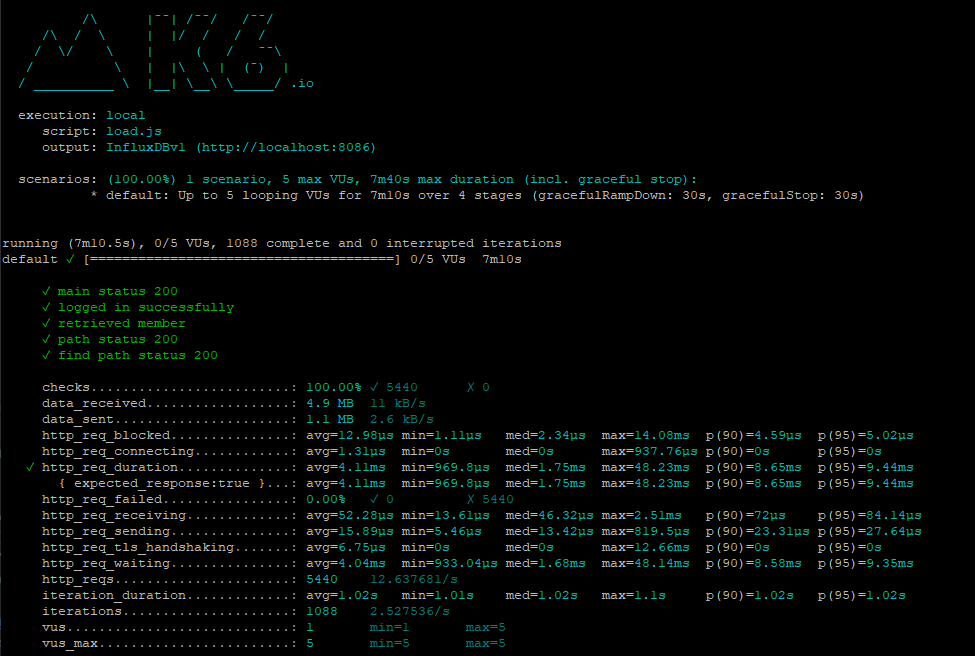 /\      |‾‾| /‾‾/   /‾‾/
/\  /  \     |  |/  /   /  /
/  \/    \    |     (   /   ‾‾\
/          \   |  |\  \ |  (‾)  |
/ __________ \  |__| \__\ \_____/ .io
execution: local
script: load.js
output: InfluxDBv1 (http://localhost:8086)
scenarios: (100.00%) 1 scenario, 5 max VUs, 7m40s max duration (incl. graceful stop):
* default: Up to 5 looping VUs for 7m10s over 4 stages (gracefulRampDown: 30s, gracefulStop: 30s)
running (7m10.5s), 0/5 VUs, 1088 complete and 0 interrupted iterations
default ✓ [======================================] 0/5 VUs  7m10s
✓ main status 200
✓ logged in successfully
✓ retrieved member
✓ path status 200
✓ find path status 200
checks.........................: 100.00% ✓ 5440      ✗ 0
data_received..................: 4.9 MB  11 kB/s
data_sent......................: 1.1 MB  2.6 kB/s
http_req_blocked...............: avg=12.98µs min=1.11µs   med=2.34µs  max=14.08ms  p(90)=4.59µs  p(95)=5.02µs
http_req_connecting............: avg=1.31µs  min=0s       med=0s      max=937.76µs p(90)=0s      p(95)=0s
✓ http_req_duration..............: avg=4.11ms  min=969.8µs  med=1.75ms  max=48.23ms  p(90)=8.65ms  p(95)=9.44ms
{ expected_response:true }...: avg=4.11ms  min=969.8µs  med=1.75ms  max=48.23ms  p(90)=8.65ms  p(95)=9.44ms
http_req_failed................: 0.00%   ✓ 0         ✗ 5440
http_req_receiving.............: avg=52.28µs min=13.61µs  med=46.32µs max=2.51ms   p(90)=72µs    p(95)=84.14µs
http_req_sending...............: avg=15.89µs min=5.46µs   med=13.42µs max=819.5µs  p(90)=23.31µs p(95)=27.64µs
http_req_tls_handshaking.......: avg=6.75µs  min=0s       med=0s      max=12.66ms  p(90)=0s      p(95)=0s
http_req_waiting...............: avg=4.04ms  min=933.04µs med=1.68ms  max=48.14ms  p(90)=8.58ms  p(95)=9.35ms
http_reqs......................: 5440    12.637681/s
iteration_duration.............: avg=1.02s   min=1.01s    med=1.02s   max=1.1s     p(90)=1.02s   p(95)=1.02s
iterations.....................: 1088    2.527536/s
vus............................: 1       min=1       max=5
vus_max........................: 5       min=5       max=5